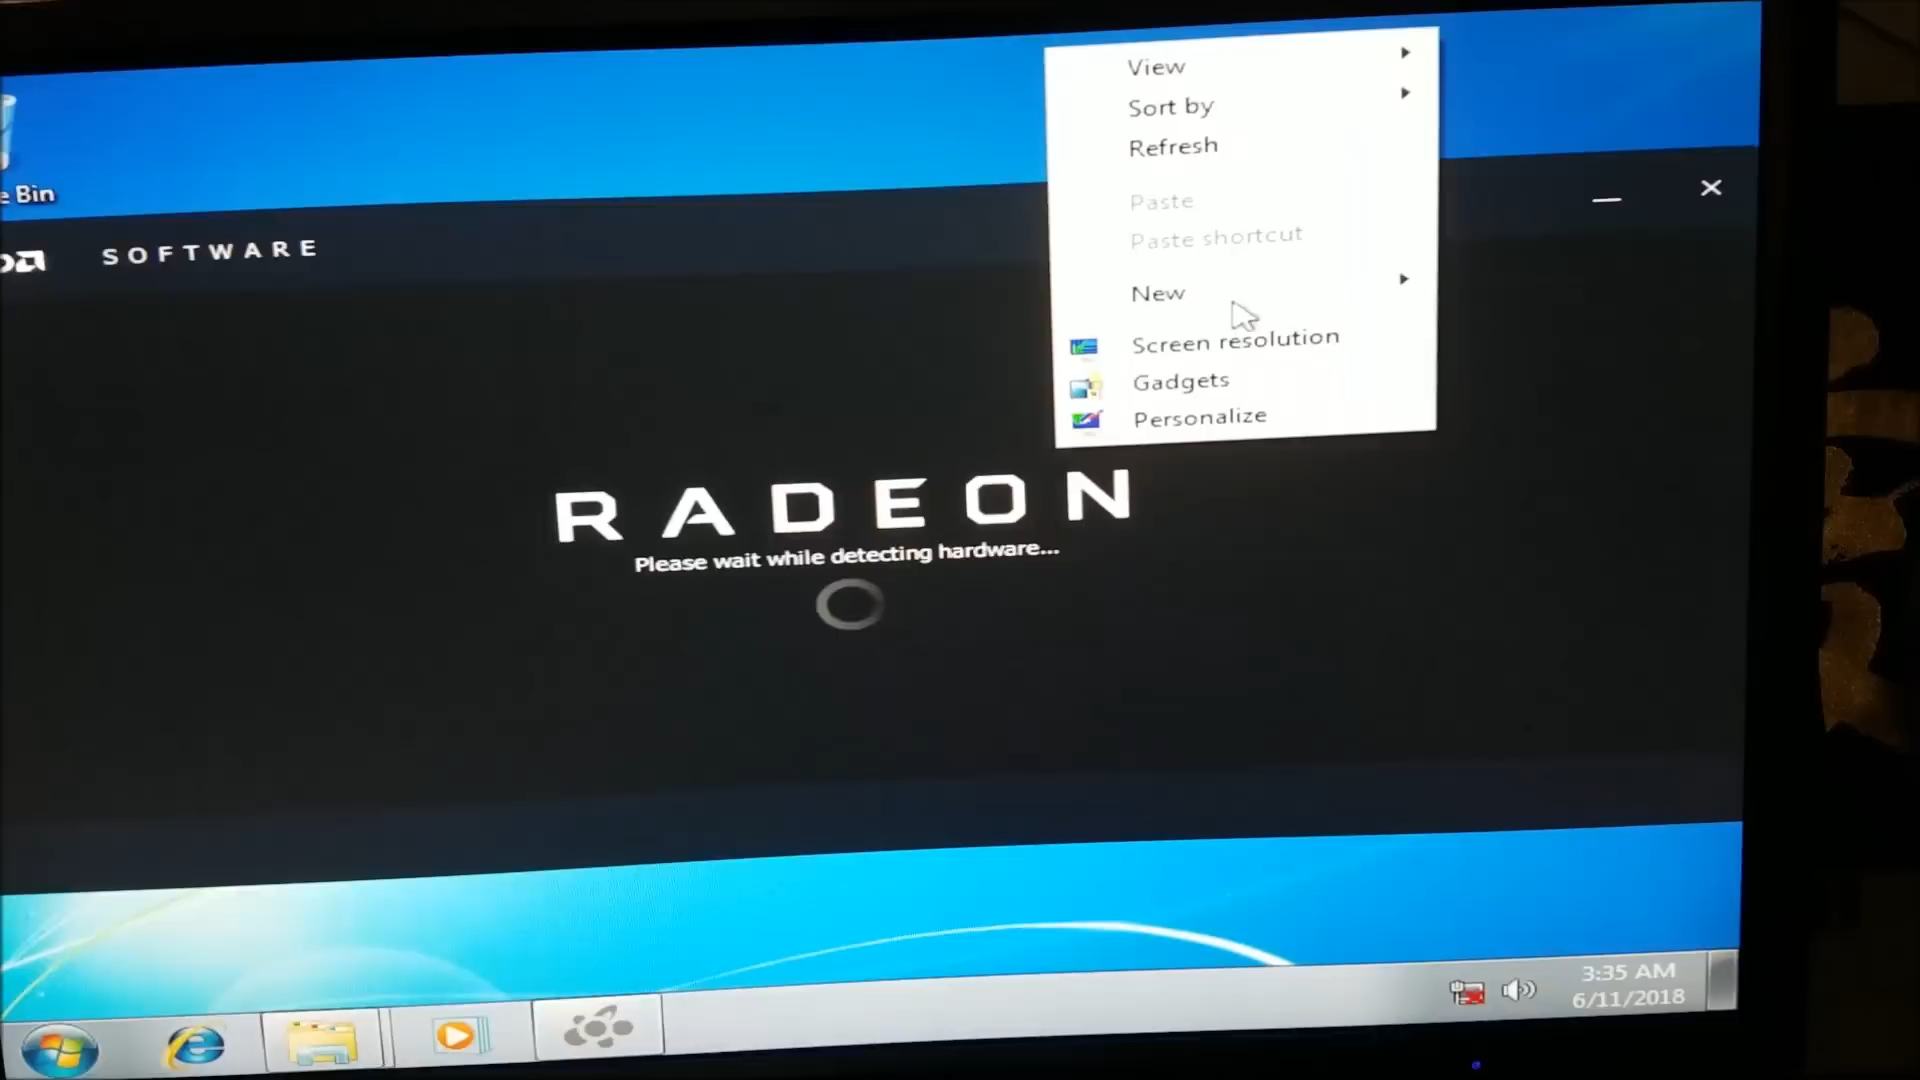 View
Sort by
Refresh
Paste
Paste shortcut
New
Screen resolution
Gadgets
Personalize
Bin
SOFTWARE
RADEON
Please wait while detecting hardware...
3:35 AM
6/11/2018